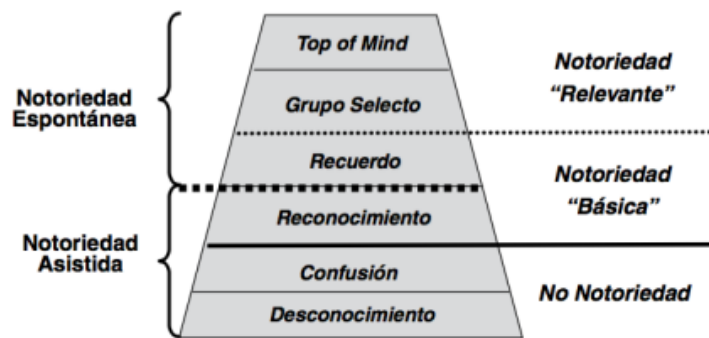 Notoriedad
Espontánea
Notoriedad
Asistida
Top of Mind
Grupo Selecto
Recuerdo
Reconocimiento
Confusión
Desconocimiento
Notoriedad
“Relevante”
Notoriedad
“Básica”
No Notoriedad